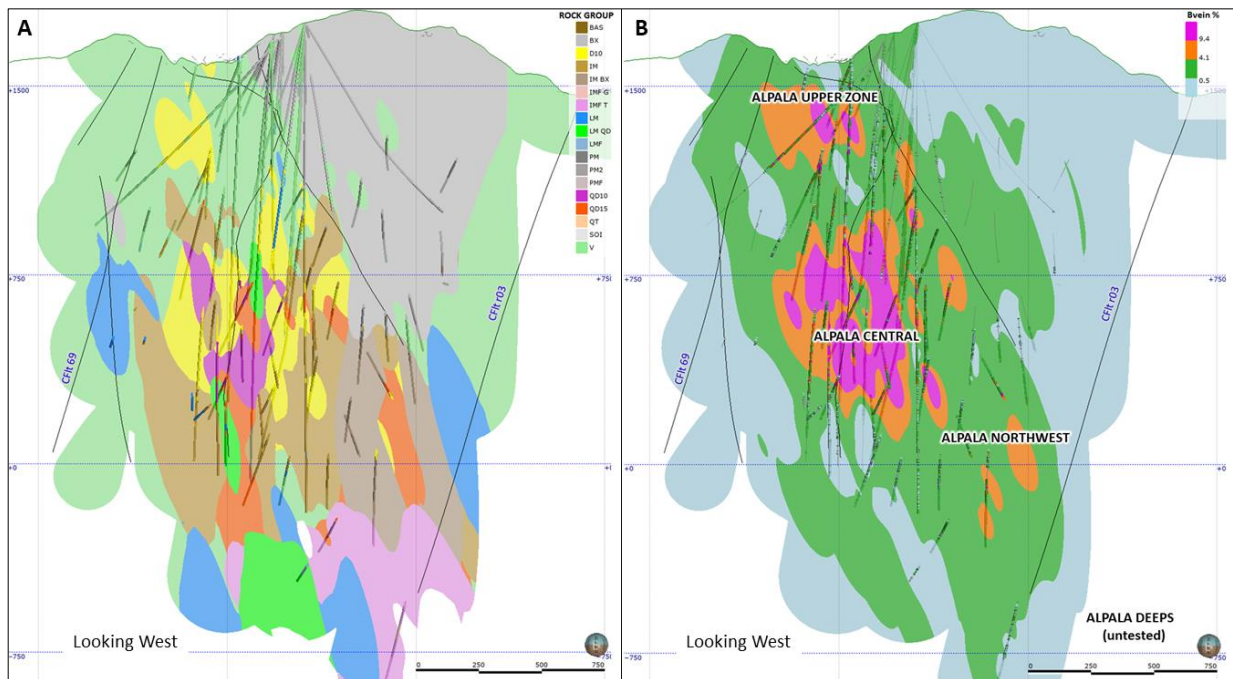 A
ROCK GROUP
BAS
BX
D10
IM
IM BX
IMF G
IMF T
LM
LM QD
LMF
PM
PM2
PMF
QD10
QD15
QT
SOI
V
+1500
+750
+750
CFlt r03
CFlt 69
+0
-750
Looking West
0 250 500 750
B
Bvein %
9.4
4.1
0.5
ALPALA UPPER ZONE
+1500
+1500
+750
+750
CFlt r03
ALPALA CENTRAL
CFlt 69
ALPALA NORTHWEST
+0
+0
ALPALA DEEPS
(untested)
Looking West
-750
-750
0 250 500 750